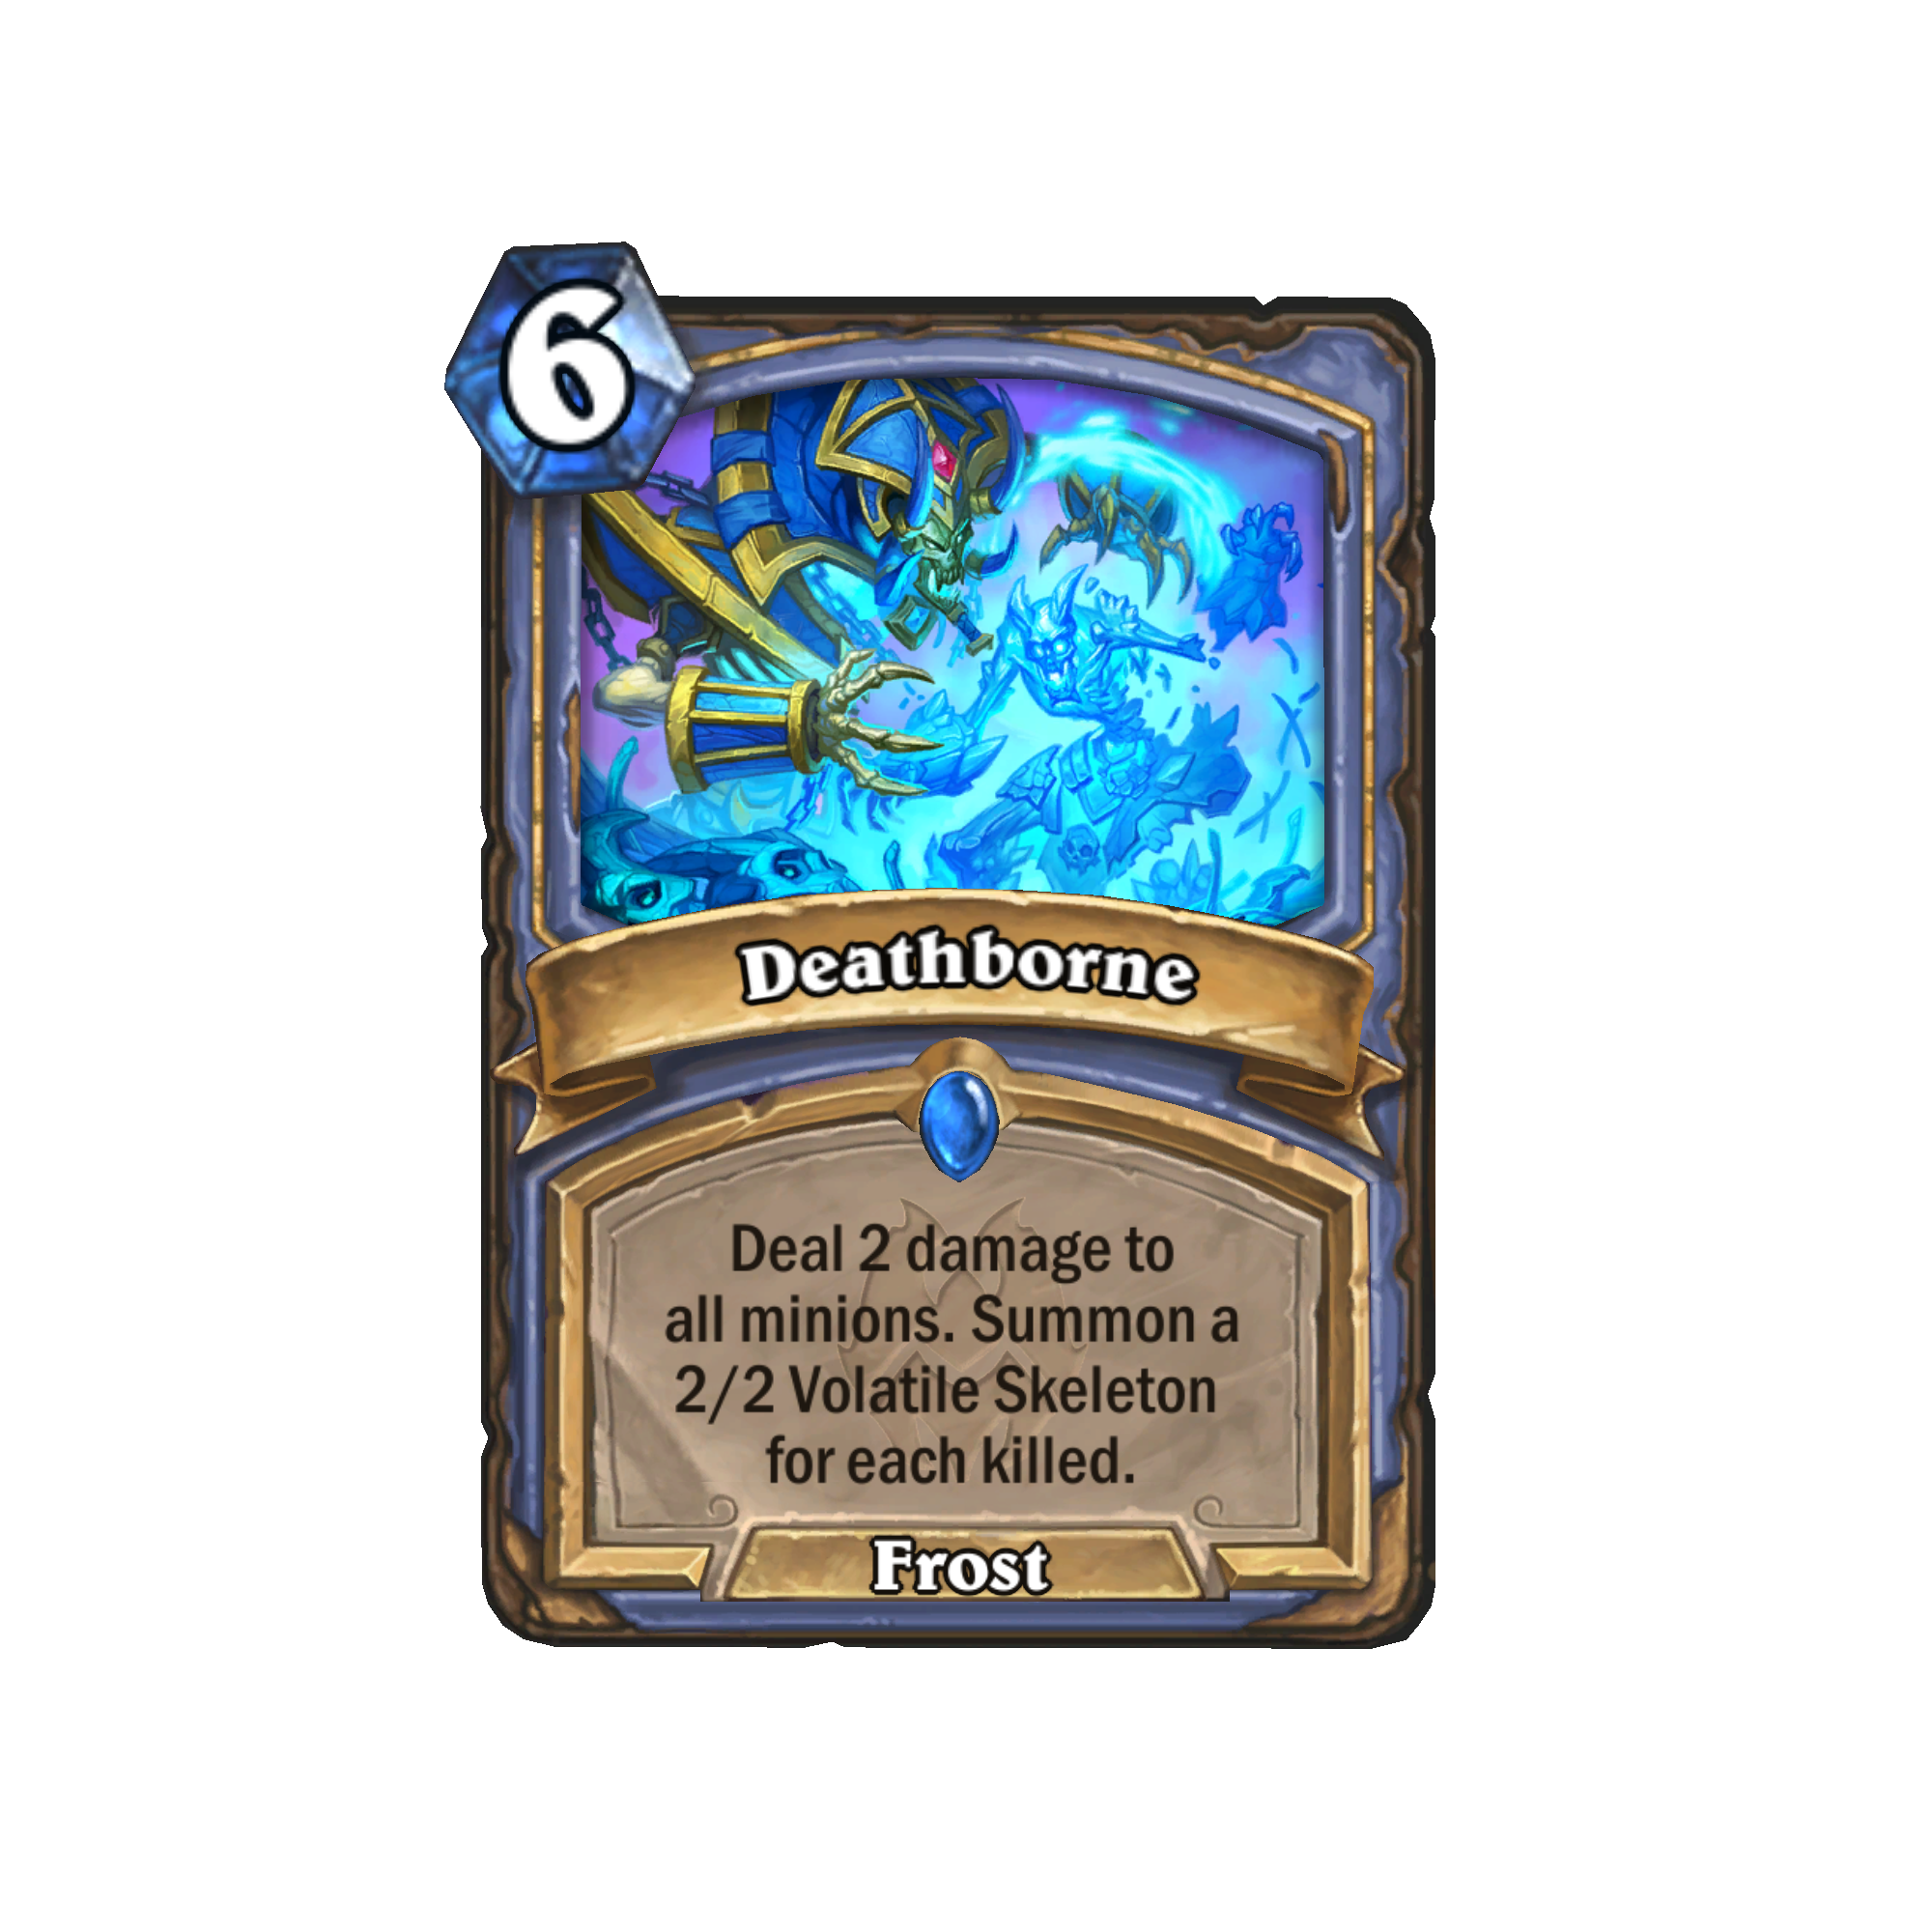 6
Deathborne
Deal 2 damage to
all minions. Summon a
2/2 Volatile Skeleton
for each killed.
Frost